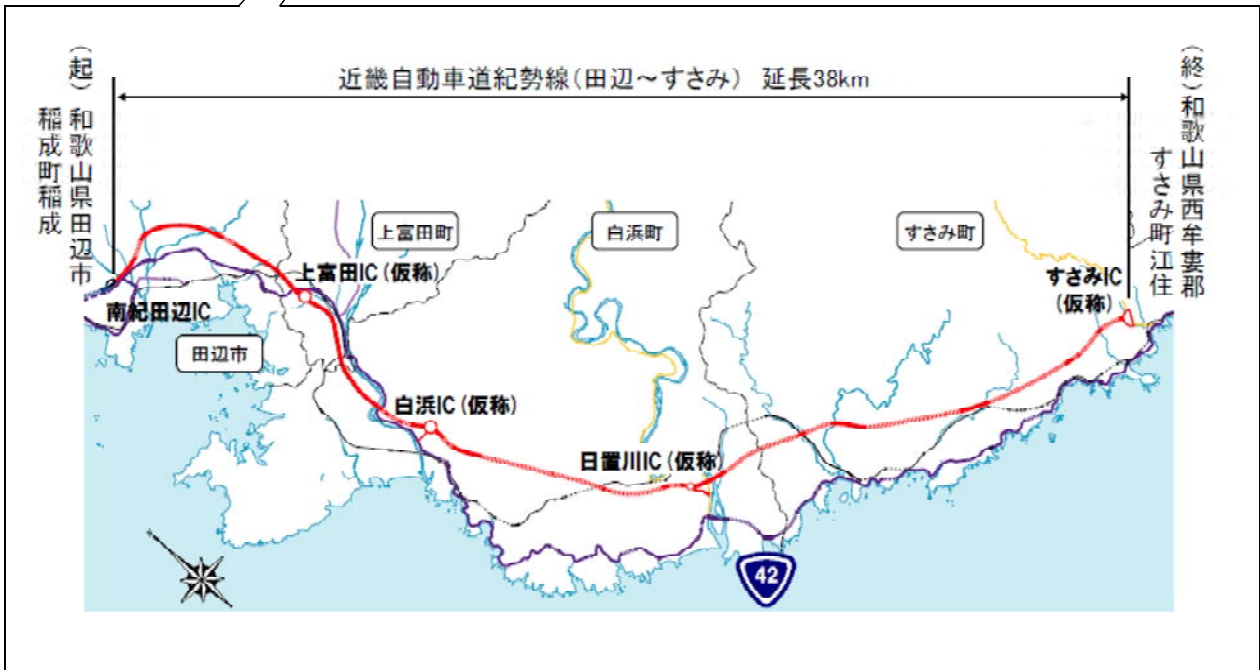 近畿自動車道紀勢線(田辺~すさみ) 延長38km
(起)和歌山県田辺市
稲成町稲成
(終)和歌山県西牟婁郡
すさみ町江住
上富田町
白浜町
すさみ町
上富田IC(仮称)
すさみIC
(仮称)
南紀田辺IC
田辺市
白浜IC(仮称)
日置川IC(仮称)
42